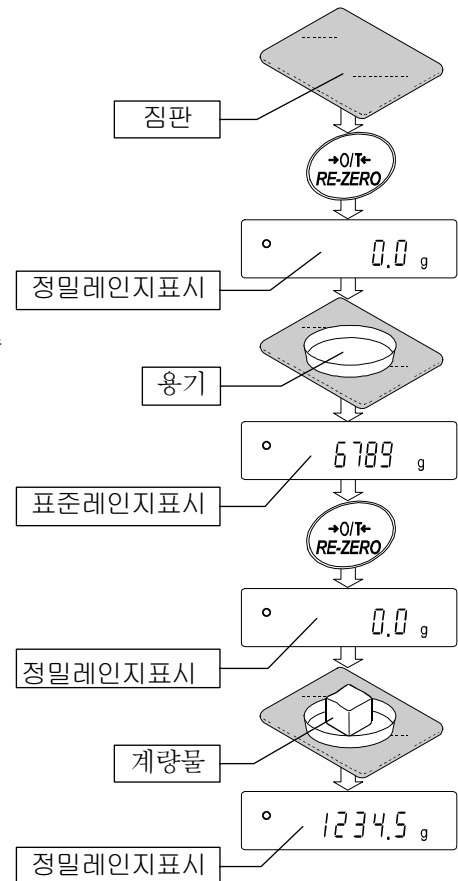 짐판
→0/T←
RE-ZERO
0.0 g
정밀레인지표시
용기
6789 g
표준레인지표시
→0/T←
RE-ZERO
0.0 g
정밀레인지표시
계량물
1234.5 g
정밀레인지표시